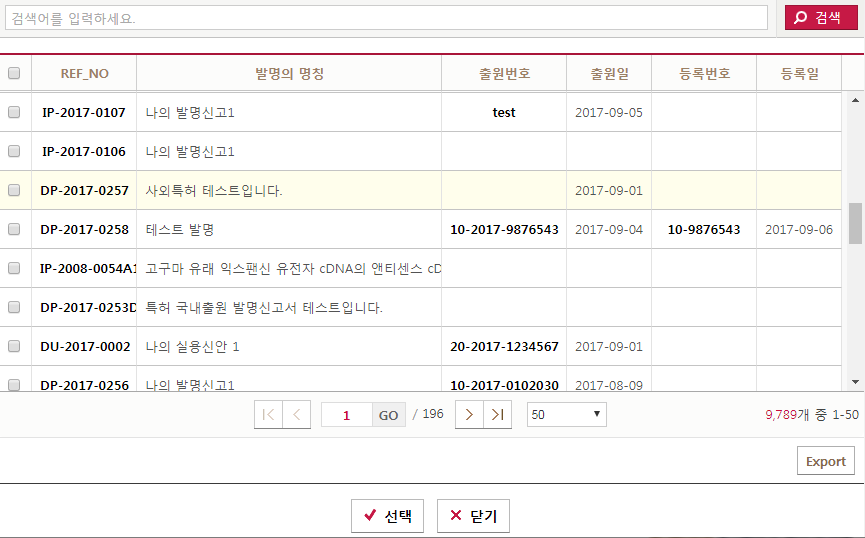 검색어를 입력하세요. 검색
REF_NO 발명의 명칭 출원번호 출원일 등록번호 등록일
IP-2017-0107 나의 발명신고1 test 2017-09-05
IP-2017-0106 나의 발명신고1
DP-2017-0257 사외특허 테스트입니다. 2017-09-01
DP-2017-0258 테스트 발명 10-2017-9876543 2017-09-04 10-9876543 2017-09-06
IP-2008-0054A1 고구마 유래 익스팬신 유전자 cDNA의 앤티센스 cD
DP-2017-0253D 특허 국내출원 발명신고서 테스트입니다.
DU-2017-0002 나의 실용신안 1 20-2017-1234567 2017-09-01
DP-2017-0256 나의 발명신고1 10-2017-0102030 2017-08-09
1 GO / 196 50 9,789개 중 1-50
Export
선택 닫기